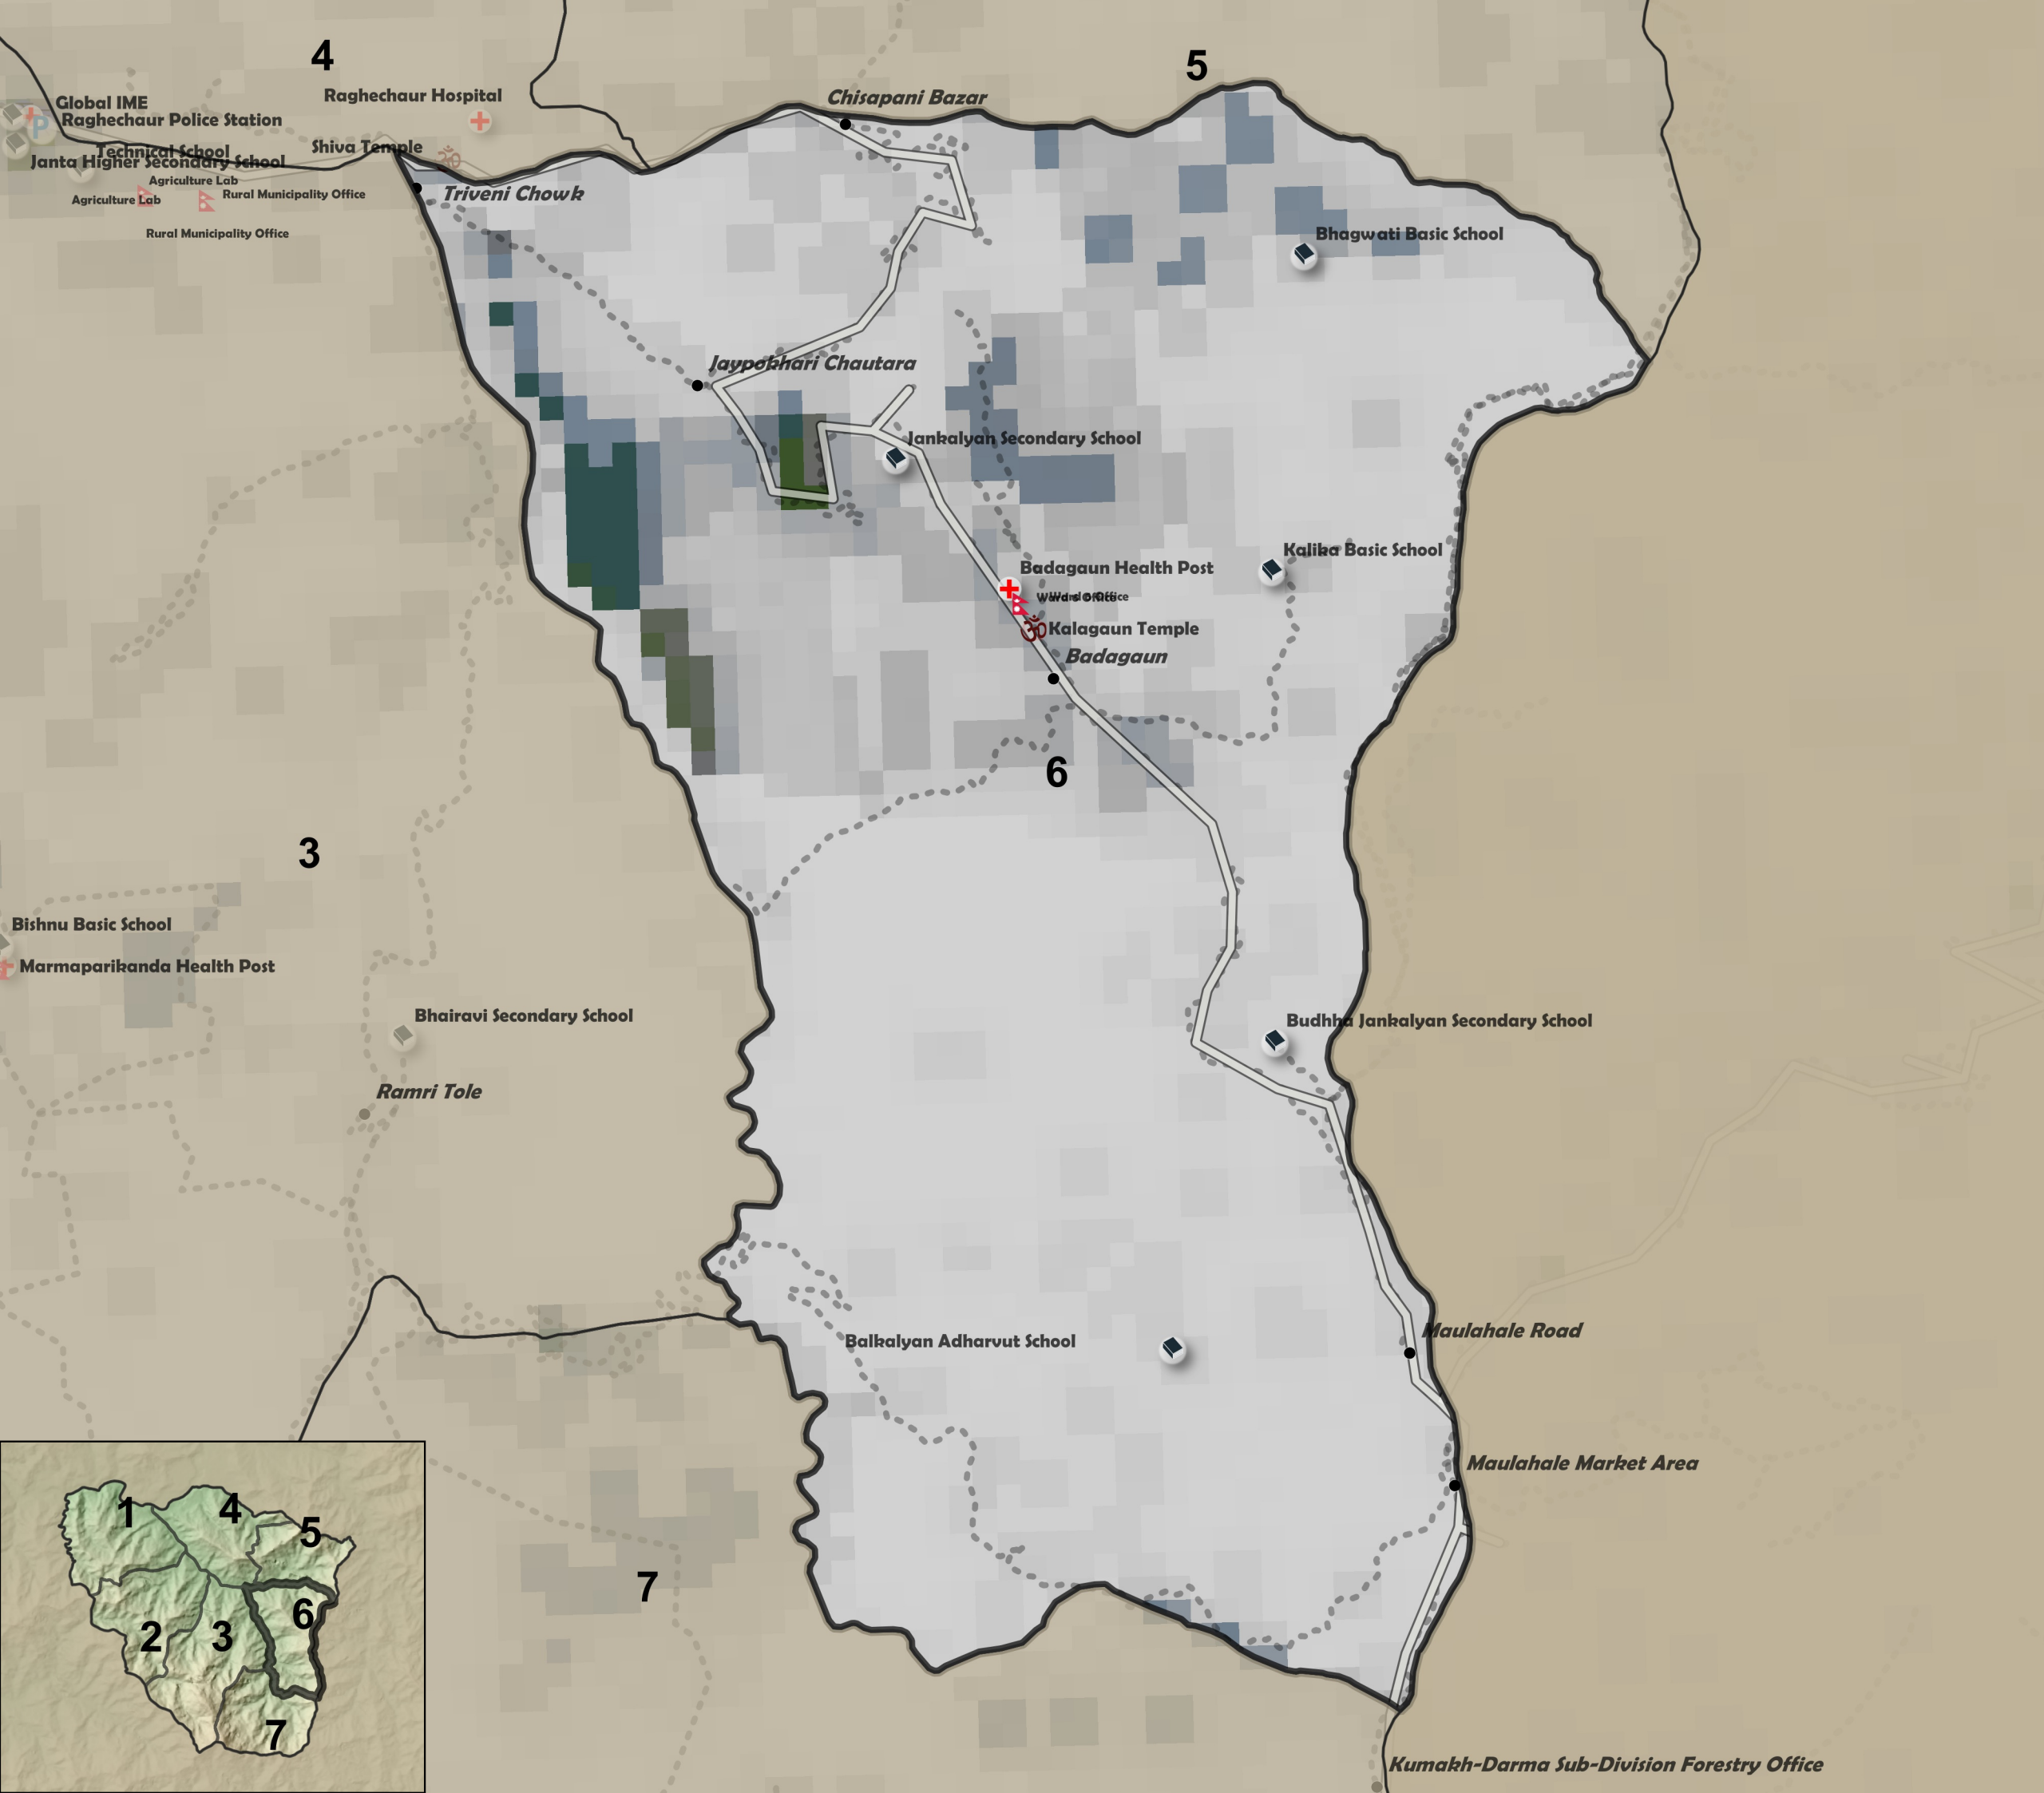 4
5
Raghechaur Hospital
Chisapani Bazar
Global IME
Raghechaur Police Station
P
Shiva Temple
Technical School
Janta Higher Secondary School
Agriculture Lab
Agriculture Lab
Rural Municipality Office
Triveni Chowk
Rural Municipality Office
Bhagwati Basic School
Jaypokhari Chautara
Jankalyan Secondary School
Kalika Basic School
Badagaun Health Post
ॐ Kalagaun Temple
Badagaun
6
3
Bishnu Basic School
Marmaparikanda Health Post
Bhairavi Secondary School
Budhha Jankalyan Secondary School
Ramri Tole
Balkalyan Adharvut School
Maulahale Road
Maulahale Market Area
7
Kumakh-Darma Sub-Division Forestry Office
1
4
5
6
2
3
7